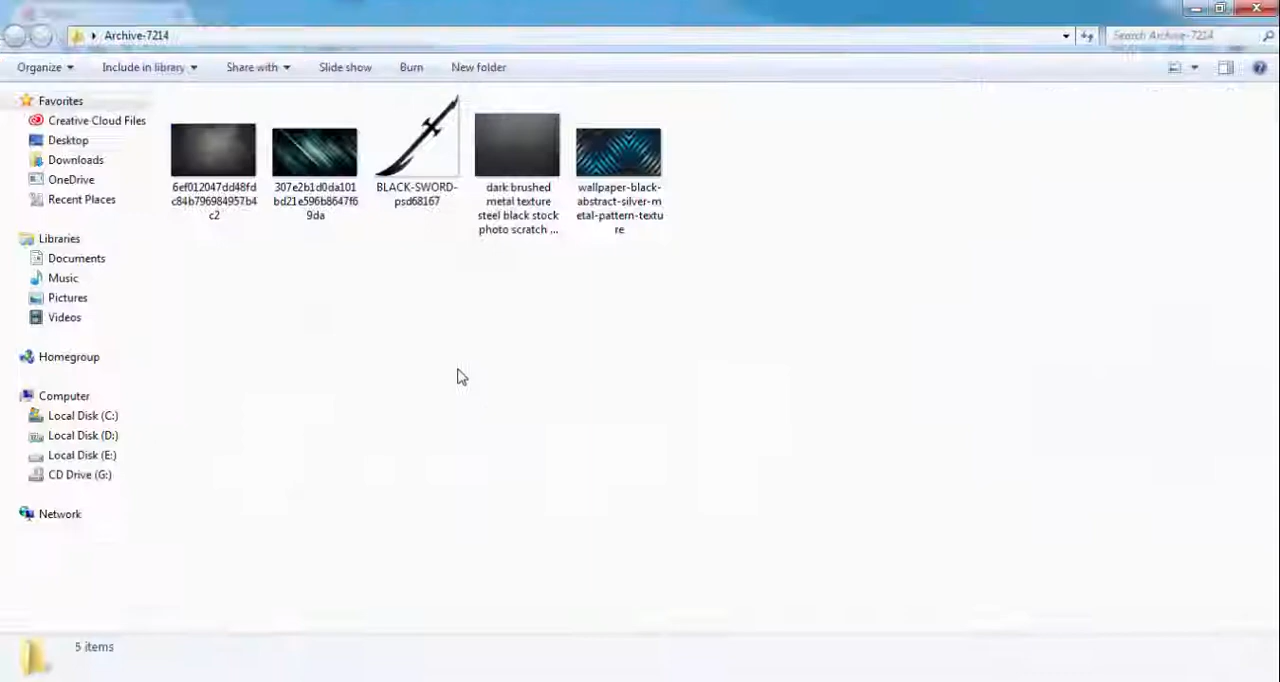 Archive-7214
Search Archive-7214
Organize
Include in library
Share with
Slide show
Burn
New folder
Favorites
Creative Cloud Files
Desktop
Downloads
OneDrive
Recent Places
Libraries
Documents
Music
Pictures
Videos
Homegroup
Computer
Local Disk (C:)
Local Disk (D:)
Local Disk (E:)
CD Drive (G:)
Network
6ef012047dd48fd
c84b796984957b4
c2
307e2b1d0da101
bd21e596b8647f6
9da
BLACK-SWORD-
psd68167
dark brushed
metal texture
steel black stock
photo scratch ...
wallpaper-black-
abstract-silver-m
etal-pattern-textu
re
5 items